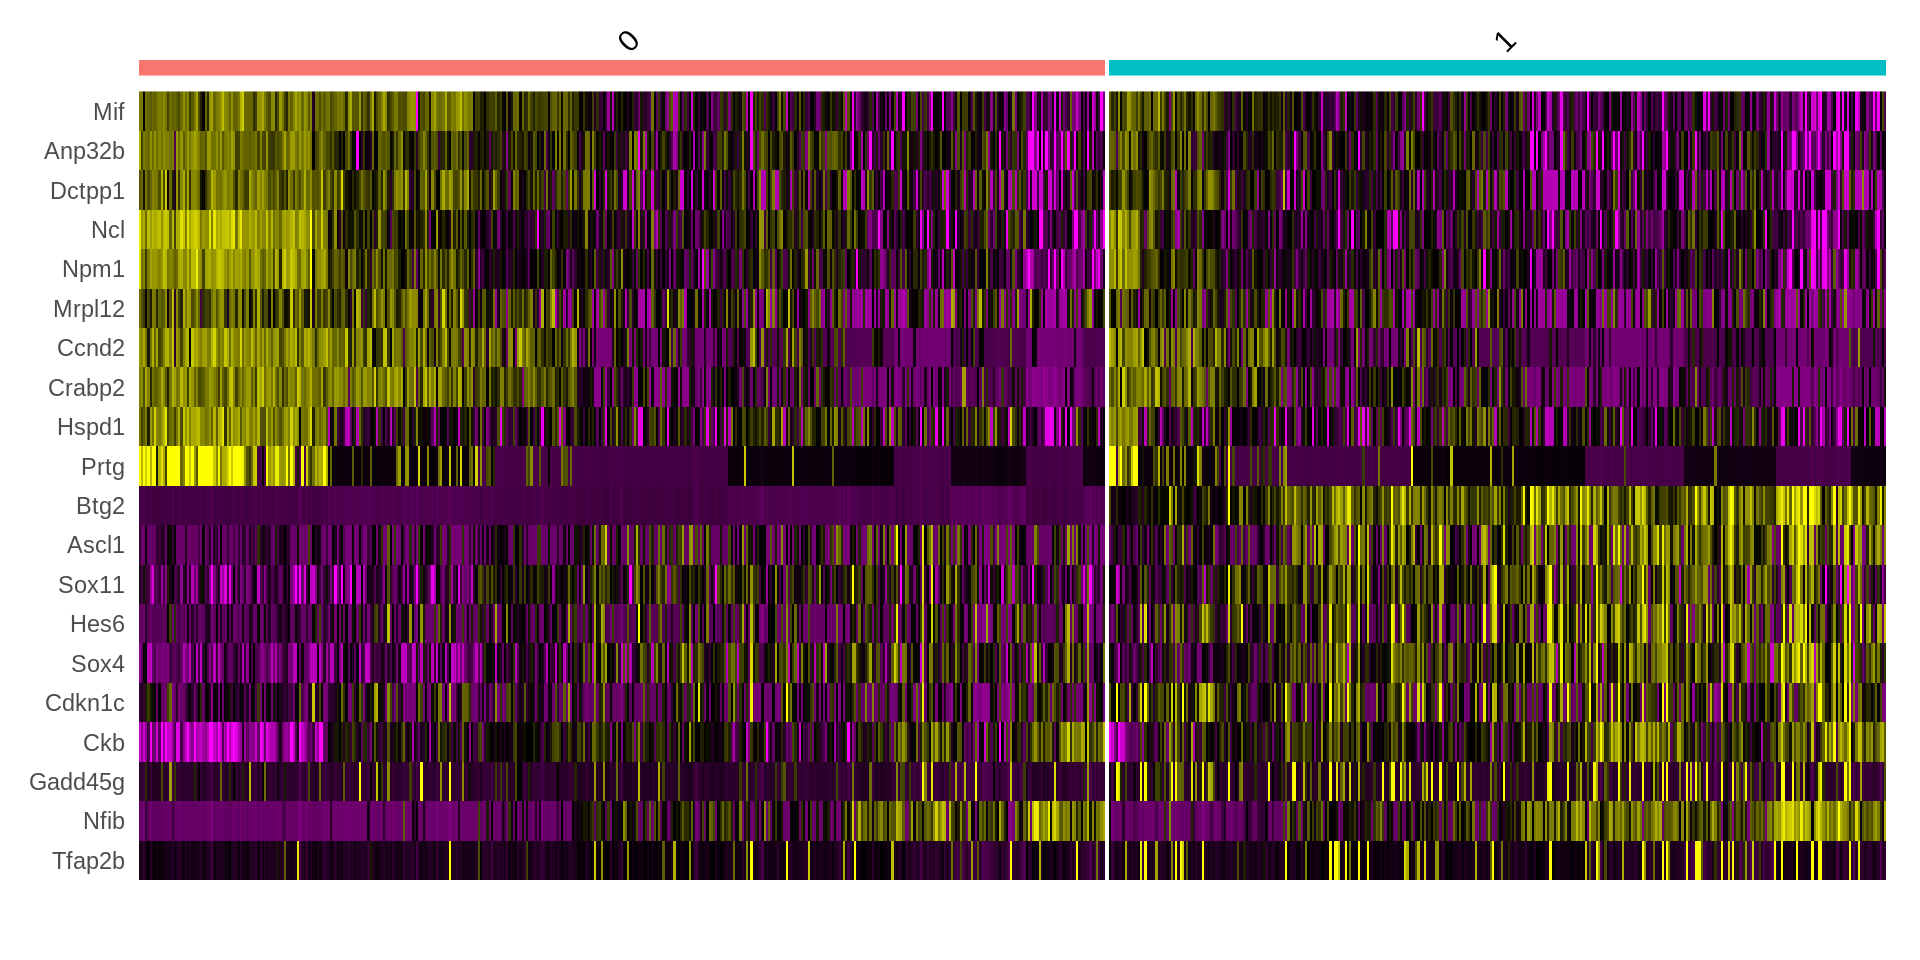 0
1
Mif
Anp32b
Dctpp1
Ncl
Npm1
Mrpl12
Ccnd2
Crabp2
Hspd1
Prtg
Btg2
Ascl1
Sox11
Hes6
Sox4
Cdkn1c
Ckb
Gadd45g
Nfib
Tfap2b